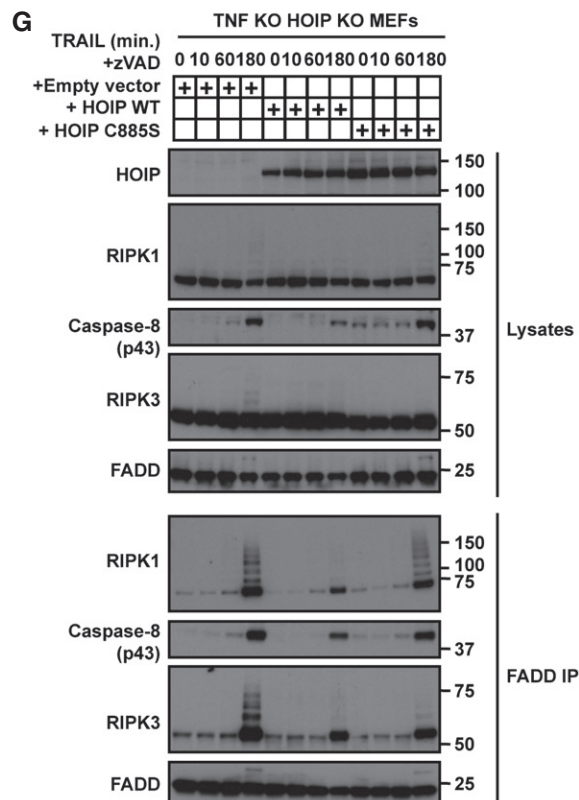 G
TNF KO HOIP KO MEFs
TRAIL (min.)
+zVAD 0 10 60 180 0 10 60 180 0 10 60 180
+Empty vector + + + +
+ HOIP WT + + + +
+ HOIP C885S + + + +
HOIP 150
100
RIPK1 150
100
75
Caspase-8
(p43) 37
Lysates
RIPK3 75
50
FADD 25
RIPK1 150
100
75
Caspase-8
(p43) 37
FADD IP
RIPK3 75
50
FADD 25